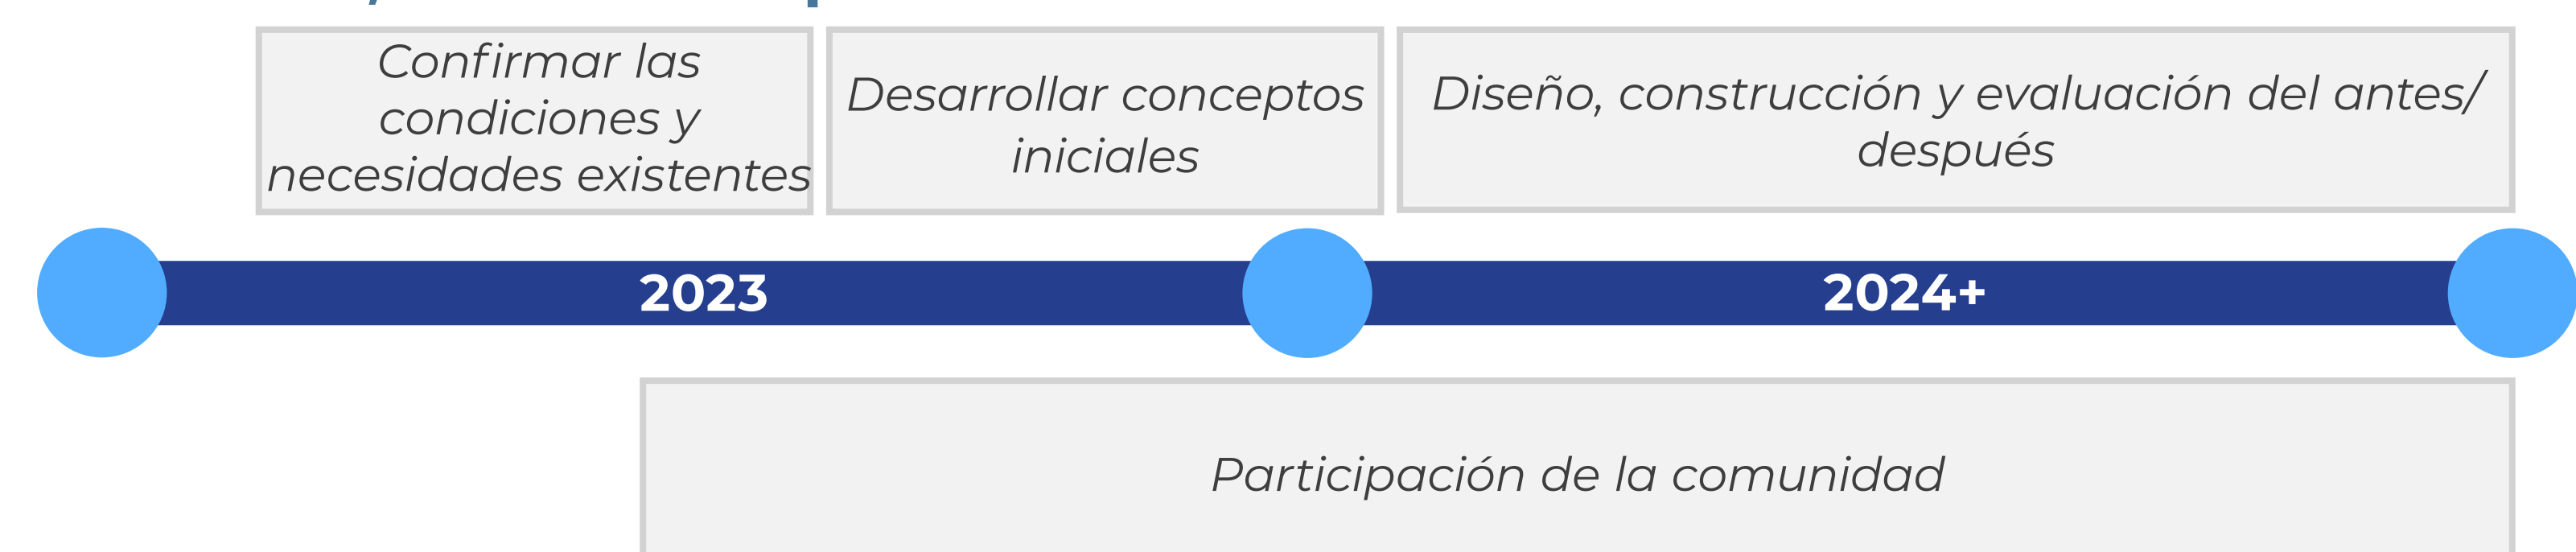 Confirmar las
condiciones y
necesidades existentes
Desarrollar conceptos
iniciales
Diseño, construcción y evaluación del antes/
después
2023
2024+
Participación de la comunidad